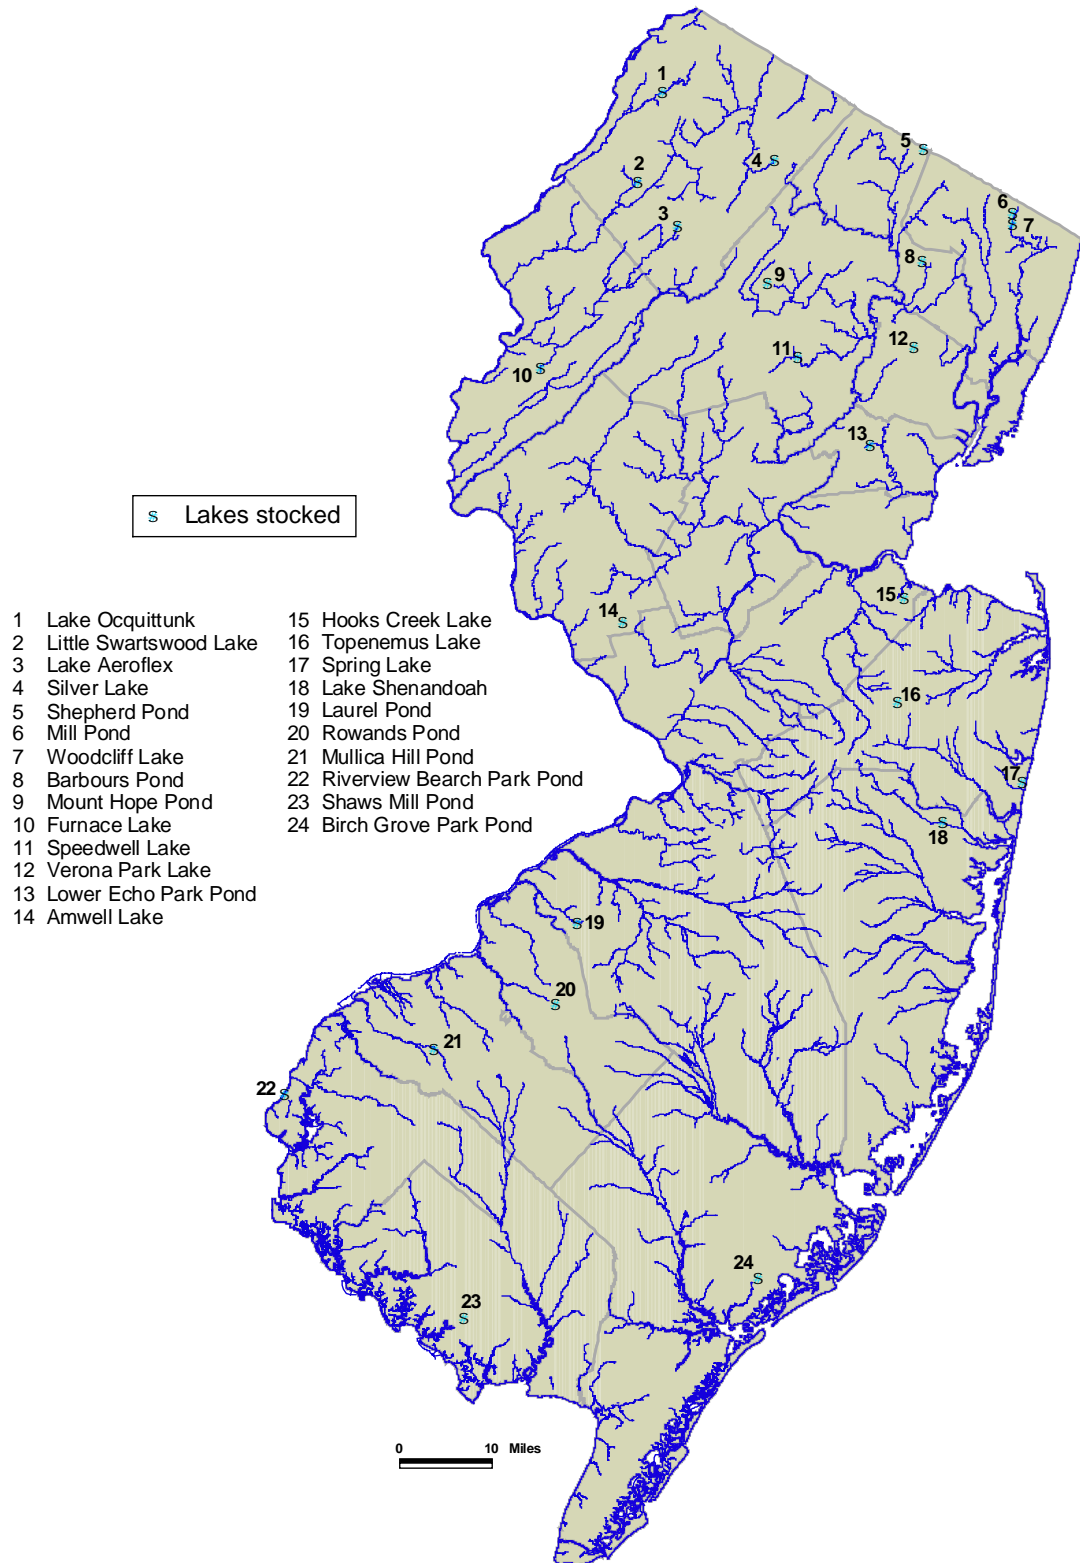 1
5
4
2
6
3
7
8
9
12
11
10
13
s Lakes stocked
15
14
1 Lake Ocquittunk
2 Little Swartswood Lake
3 Lake Aeroflex
4 Silver Lake
5 Shepherd Pond
6 Mill Pond
7 Woodcliff Lake
8 Barbours Pond
9 Mount Hope Pond
10 Furnace Lake
11 Speedwell Lake
12 Verona Park Lake
13 Lower Echo Park Pond
14 Amwell Lake
15 Hooks Creek Lake
16 Topenemus Lake
17 Spring Lake
18 Lake Shenandoah
19 Laurel Pond
20 Rowands Pond
21 Mullica Hill Pond
22 Riverview Bearch Park Pond
23 Shaws Mill Pond
24 Birch Grove Park Pond
16
17
18
19
20
21
22
24
23
0 10 Miles